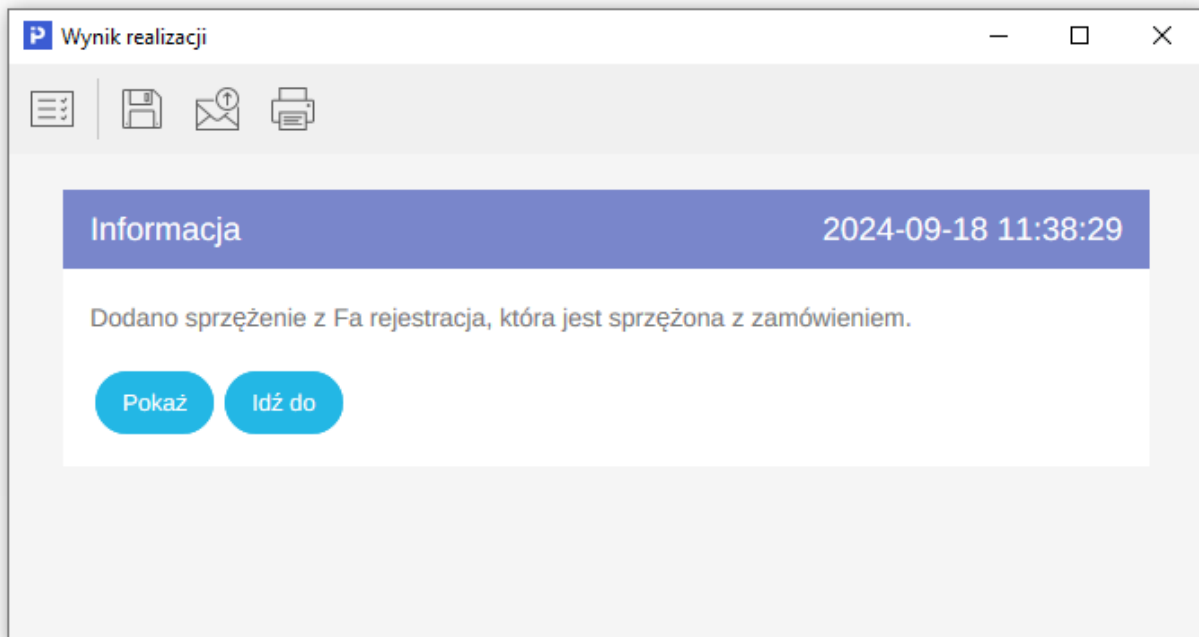 Wynik realizacji
Informacja 2024-09-18 11:38:29
Dodano sprzężenie z Fa rejestracja, która jest sprzężona z zamówieniem.
Pokaż Idź do